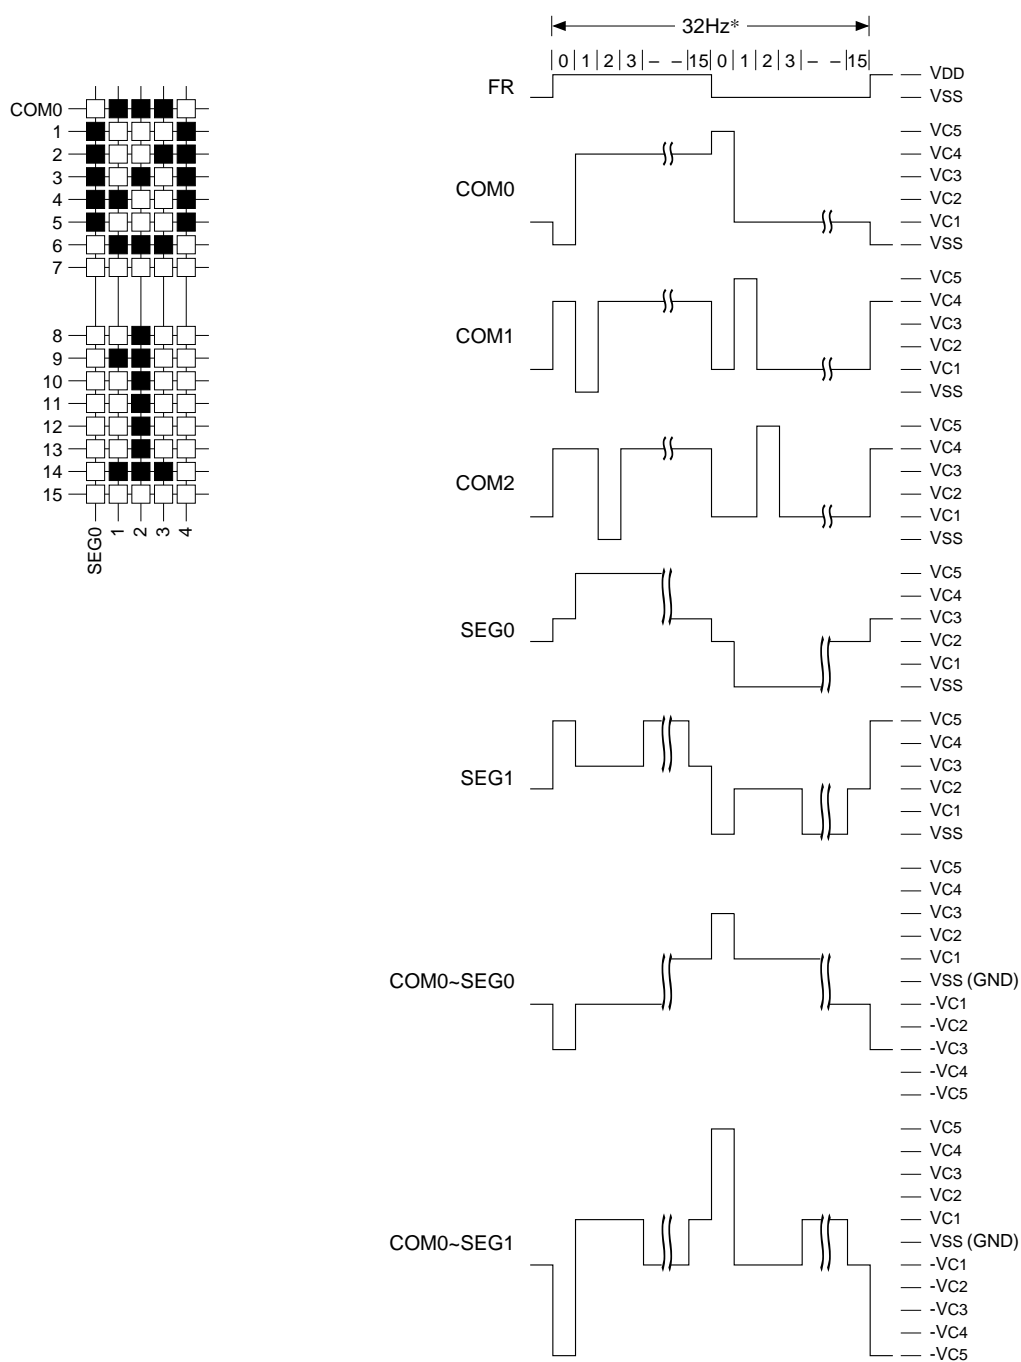 32Hz*
0 1 2 3 – – 15 0 1 2 3 – – 15
FR
VDD
VSS
COM0
1
2
3
4
5
6
7
8
9
10
11
12
13
14
15
SEG0
1
2
3
4
COM0
VC5
VC4
VC3
VC2
VC1
VSS
COM1
VC5
VC4
VC3
VC2
VC1
VSS
COM2
VC5
VC4
VC3
VC2
VC1
VSS
SEG0
VC5
VC4
VC3
VC2
VC1
VSS
SEG1
VC5
VC4
VC3
VC2
VC1
VSS
COM0~SEG0
VC5
VC4
VC3
VC2
VC1
VSS (GND)
-VC1
-VC2
-VC3
-VC4
-VC5
COM0~SEG1
VC5
VC4
VC3
VC2
VC1
VSS (GND)
-VC1
-VC2
-VC3
-VC4
-VC5